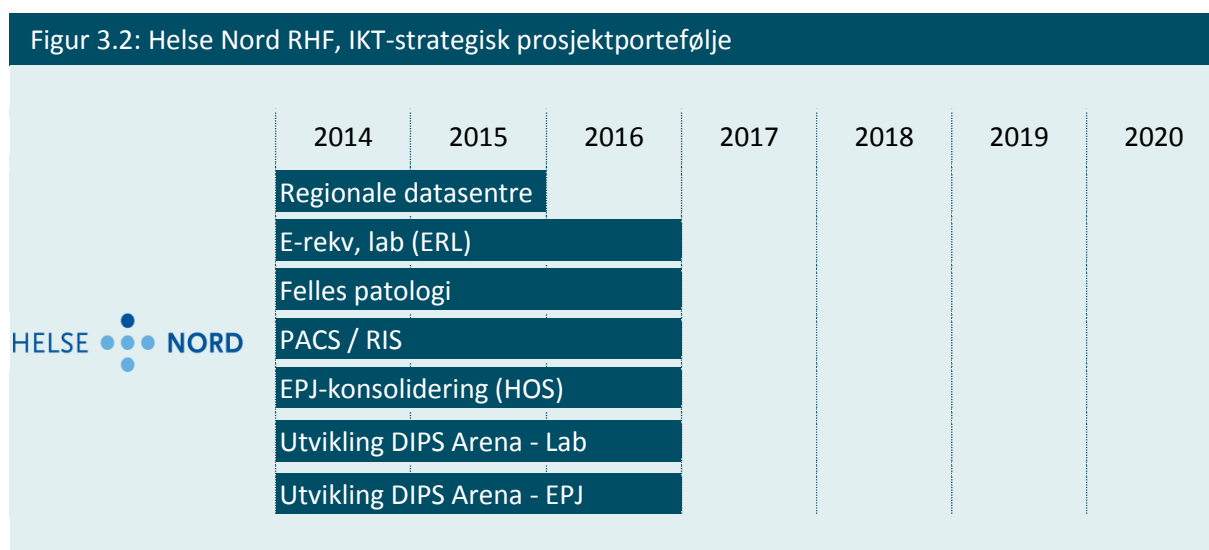 Figur 3.2: Helse Nord RHF, IKT-strategisk prosjektportefølje
2014 2015 2016 2017 2018 2019 2020
Regionale datasentre
E-rekv, lab (ERL)
Felles patologi
HELSE NORD
PACS / RIS
EPJ-konsolidering (HOS)
Utvikling DIPS Arena - Lab
Utvikling DIPS Arena - EPJ